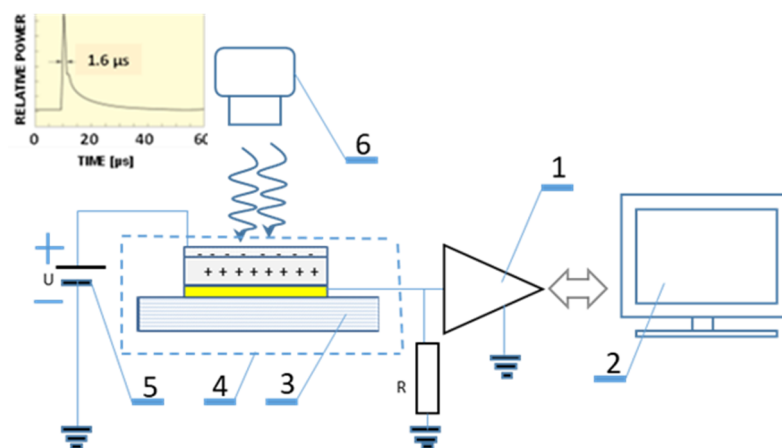 RELATIVE POWER
1.6 µs
0 20 40 60
TIME [µs]
6
1
+
- - - - - - - -
+ + + + + + + +
U
−
R
5
4
3
2